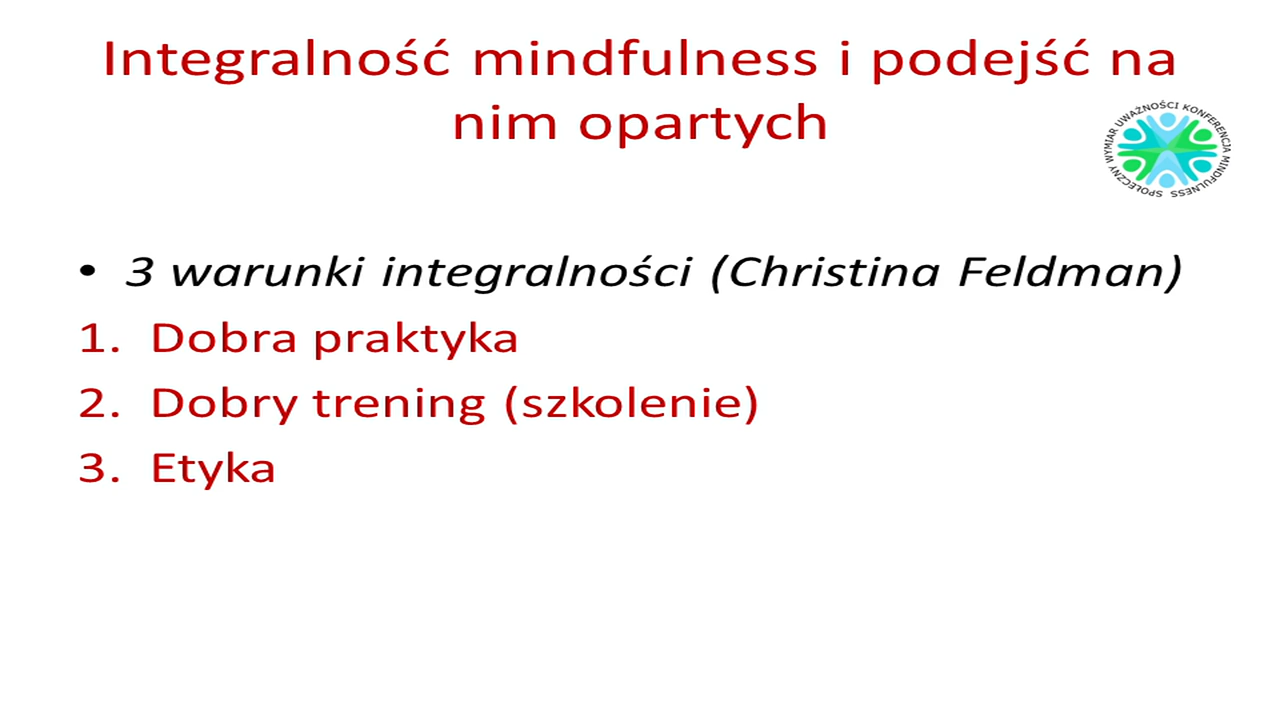 Integralność mindfulness i podejść na
nim opartych
SPOŁECZNY WYMIAR UWAŻNOŚCI KONFERENCJA MINDFULNESS
• 3 warunki integralności (Christina Feldman)
1. Dobra praktyka
2. Dobry trening (szkolenie)
3. Etyka